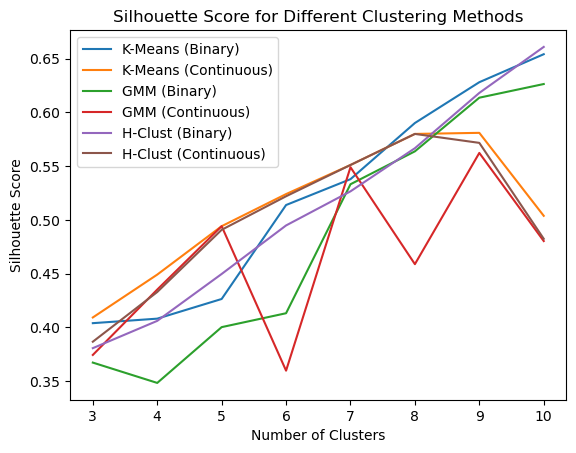 Silhouette Score for Different Clustering Methods
K-Means (Binary)
K-Means (Continuous)
GMM (Binary)
GMM (Continuous)
H-Clust (Binary)
H-Clust (Continuous)
Silhouette Score
0.65
0.60
0.55
0.50
0.45
0.40
0.35
3 4 5 6 7 8 9 10
Number of Clusters